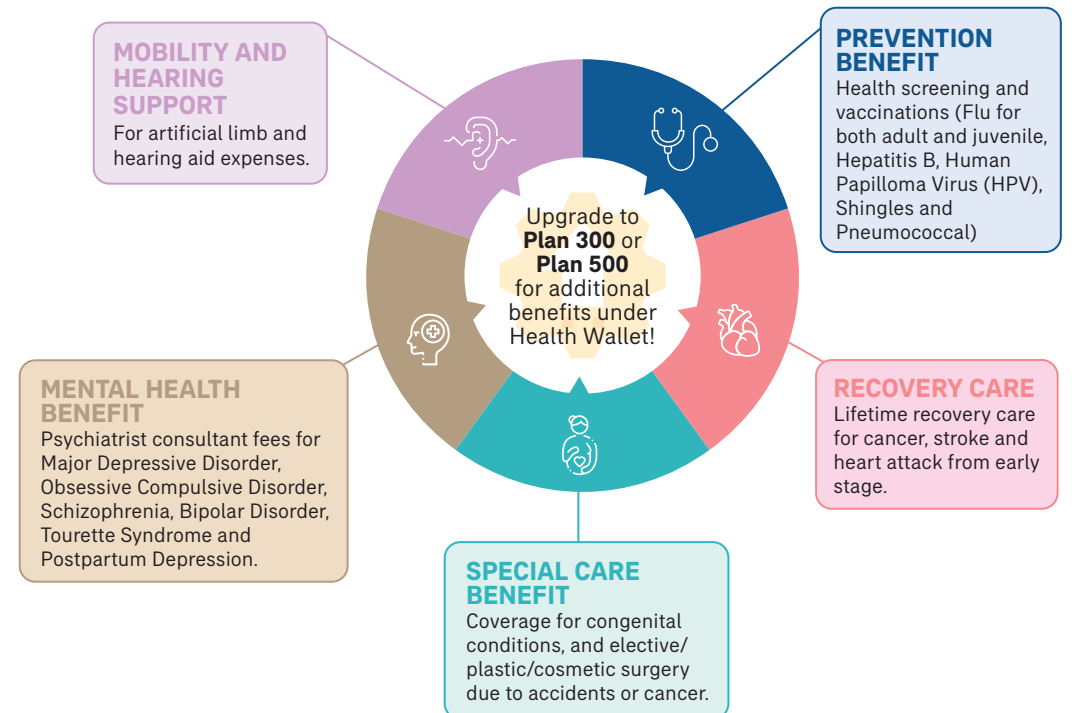 MOBILITY AND
HEARING
SUPPORT
For artificial limb and
hearing aid expenses.
PREVENTION
BENEFIT
Health screening and
vaccinations (Flu for
both adult and juvenile,
Hepatitis B, Human
Papilloma Virus (HPV),
Shingles and
Pneumococcal)
Upgrade to
Plan 300 or
Plan 500
for additional
benefits under
Health Wallet!
MENTAL HEALTH
BENEFIT
Psychiatrist consultant fees for
Major Depressive Disorder,
Obsessive Compulsive Disorder,
Schizophrenia, Bipolar Disorder,
Tourette Syndrome and
Postpartum Depression.
RECOVERY CARE
Lifetime recovery care
for cancer, stroke and
heart attack from early
stage.
SPECIAL CARE
BENEFIT
Coverage for congenital
conditions, and elective/
plastic/cosmetic surgery
due to accidents or cancer.